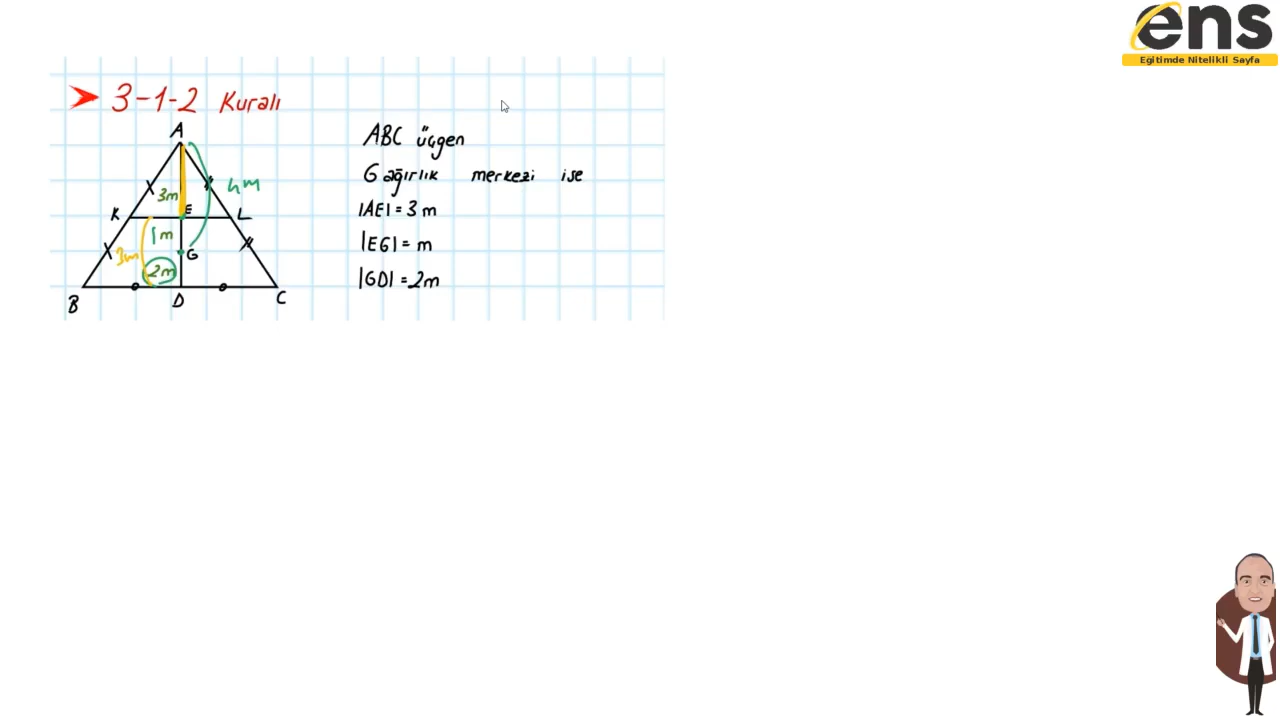 ens
Eğitimde Nitelikli Sayfa
3-1-2 Kuralı
A
ABC üçgen
G ağırlık merkezi ise
3m
4m
K
E
L
|AE| = 3 m
1m
|EG| = m
3m
G
2m
|GD| = 2m
B
D
C